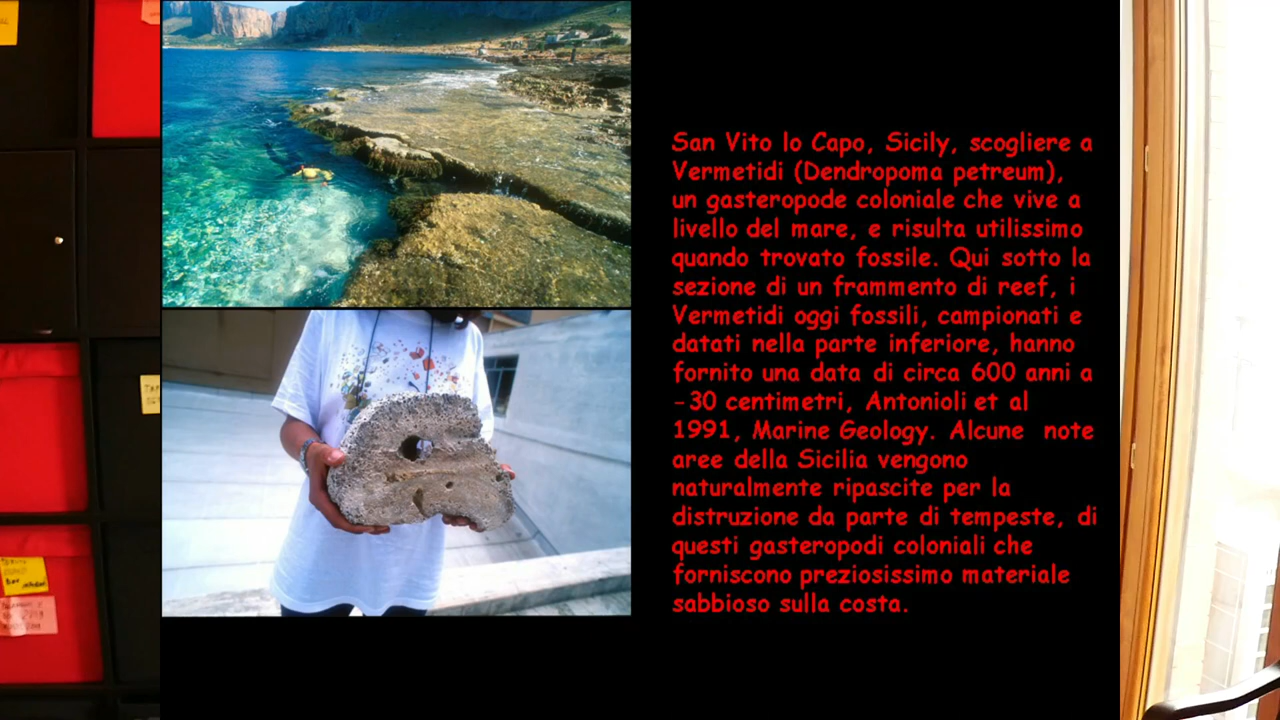 San Vito lo Capo, Sicily, scogliere a
Vermetidi (Dendropoma petreum),
un gasteropode coloniale che vive a
livello del mare, e risulta utilissimo
quando trovato fossile. Qui sotto la
sezione di un frammento di reef, i
Vermetidi oggi fossili, campionati e
datati nella parte inferiore, hanno
fornito una data di circa 600 anni a
-30 centimetri, Antonioli et al
1991, Marine Geology. Alcune note
aree della Sicilia vengono
naturalmente ripascite per la
distruzione da parte di tempeste, di
questi gasteropodi coloniali che
forniscono preziosissimo materiale
sabbioso sulla costa.